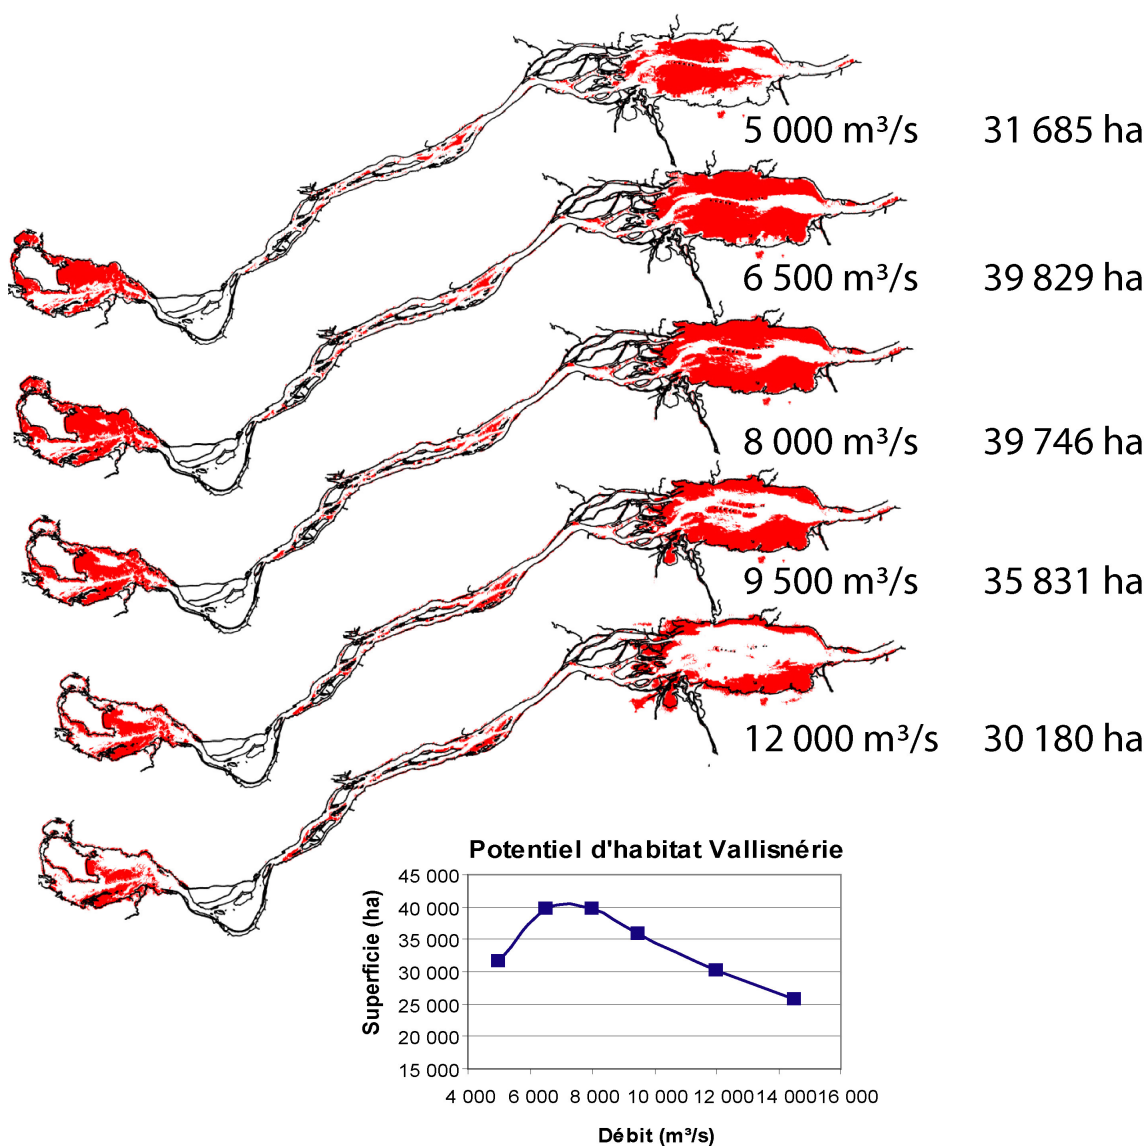 5 000 m³/s 31 685 ha
6 500 m³/s 39 829 ha
8 000 m³/s 39 746 ha
9 500 m³/s 35 831 ha
12 000 m³/s 30 180 ha
Potentiel d'habitat Vallisnérie
Superficie (ha)
45 000
40 000
35 000
30 000
25 000
20 000
15 000
4 000 6 000 8 000 10 000 12 000 14 000 16 000
Débit (m³/s)